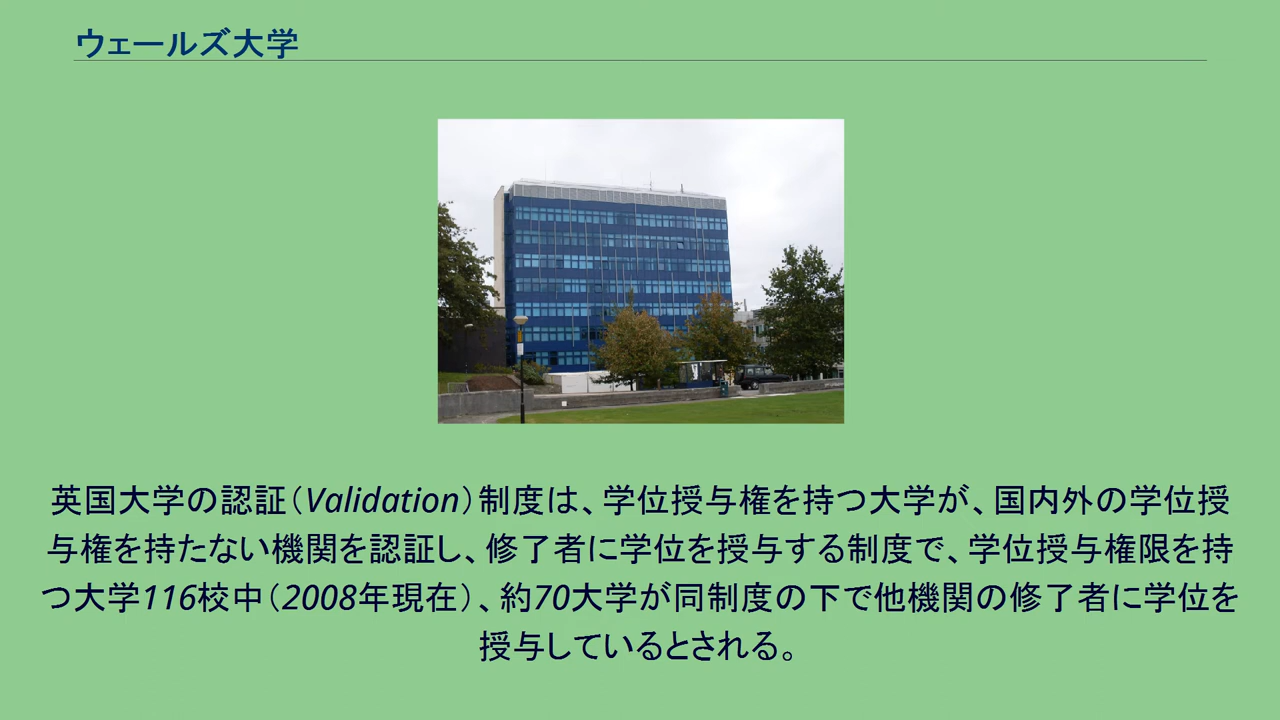 ウェールズ大学
英国大学の認証（Validation）制度は、学位授与権を持つ大学が、国内外の学位授
与権を持たない機関を認証し、修了者に学位を授与する制度で、学位授与権限を持
つ大学116校中（2008年現在）、約70大学が同制度の下で他機関の修了者に学位を
授与しているとされる。